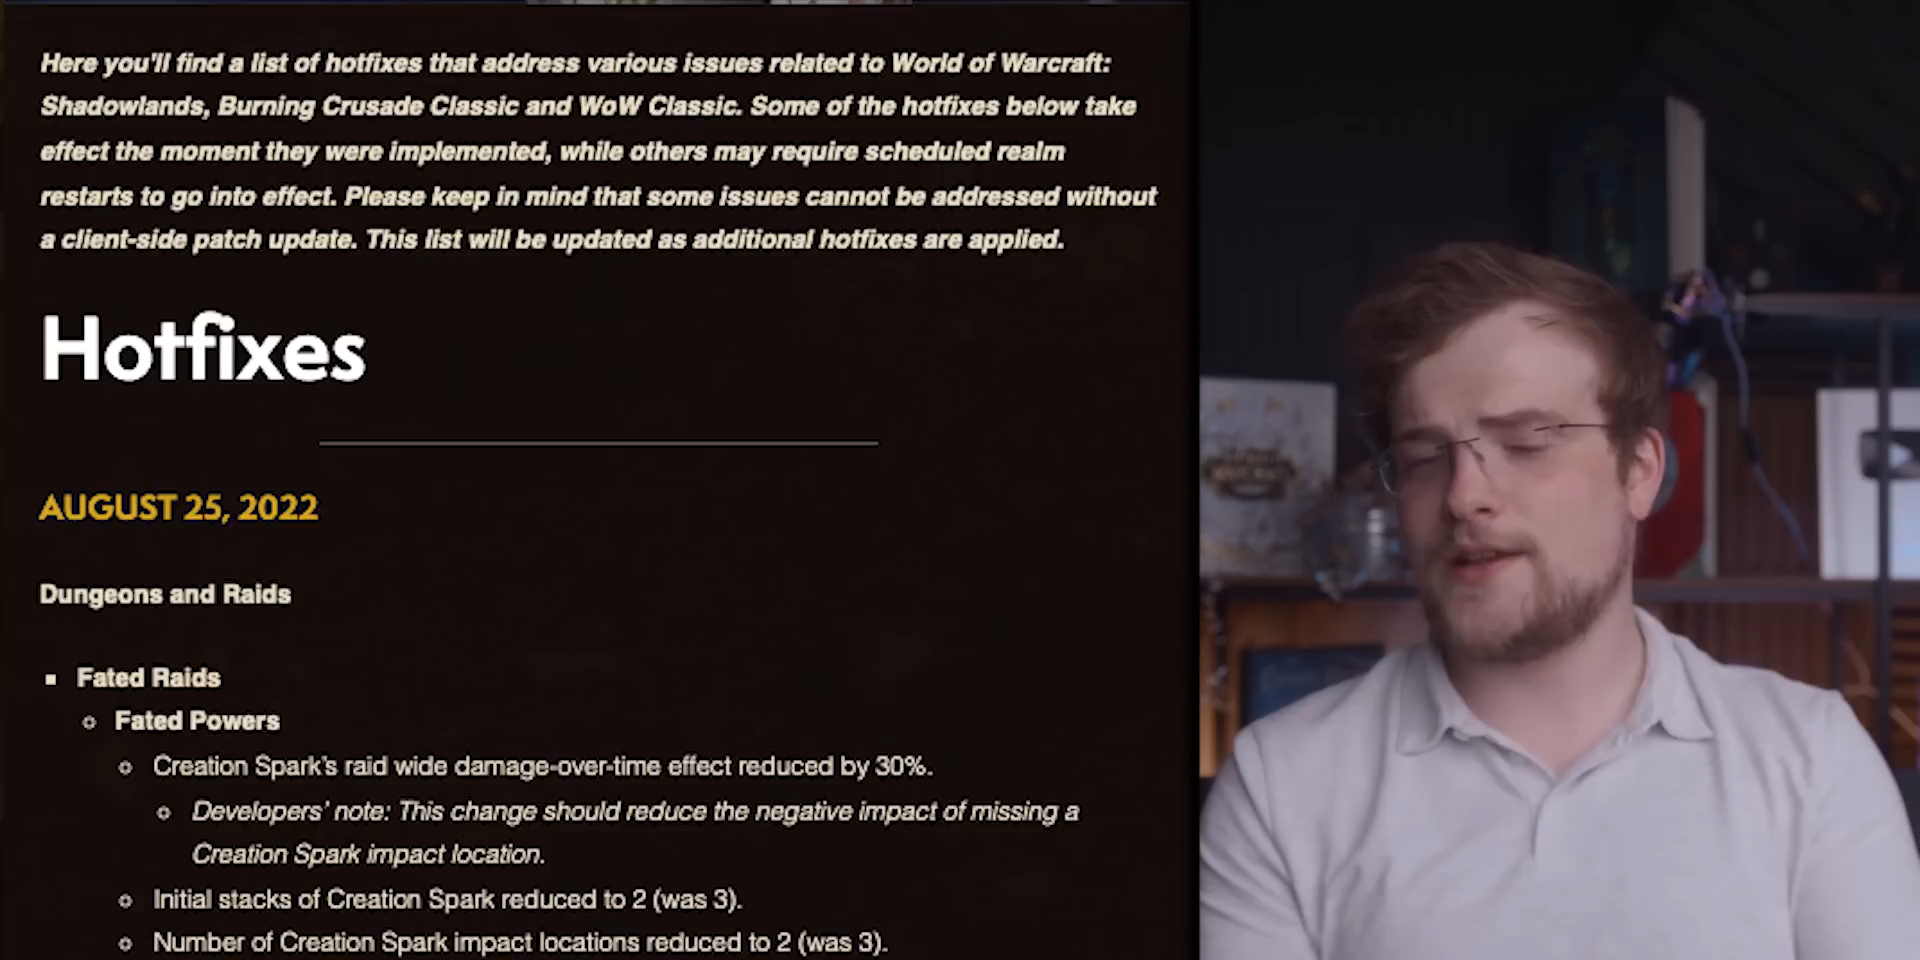 Here you'll find a list of hotfixes that address various issues related to World of Warcraft:
Shadowlands, Burning Crusade Classic and WoW Classic. Some of the hotfixes below take
effect the moment they were implemented, while others may require scheduled realm
restarts to go into effect. Please keep in mind that some issues cannot be addressed without
a client-side patch update. This list will be updated as additional hotfixes are applied.
Hotfixes
AUGUST 25, 2022
Dungeons and Raids
▪ Fated Raids
∘ Fated Powers
∘ Creation Spark's raid wide damage-over-time effect reduced by 30%.
∘ Developers' note: This change should reduce the negative impact of missing a
Creation Spark impact location.
∘ Initial stacks of Creation Spark reduced to 2 (was 3).
∘ Number of Creation Spark impact locations reduced to 2 (was 3).